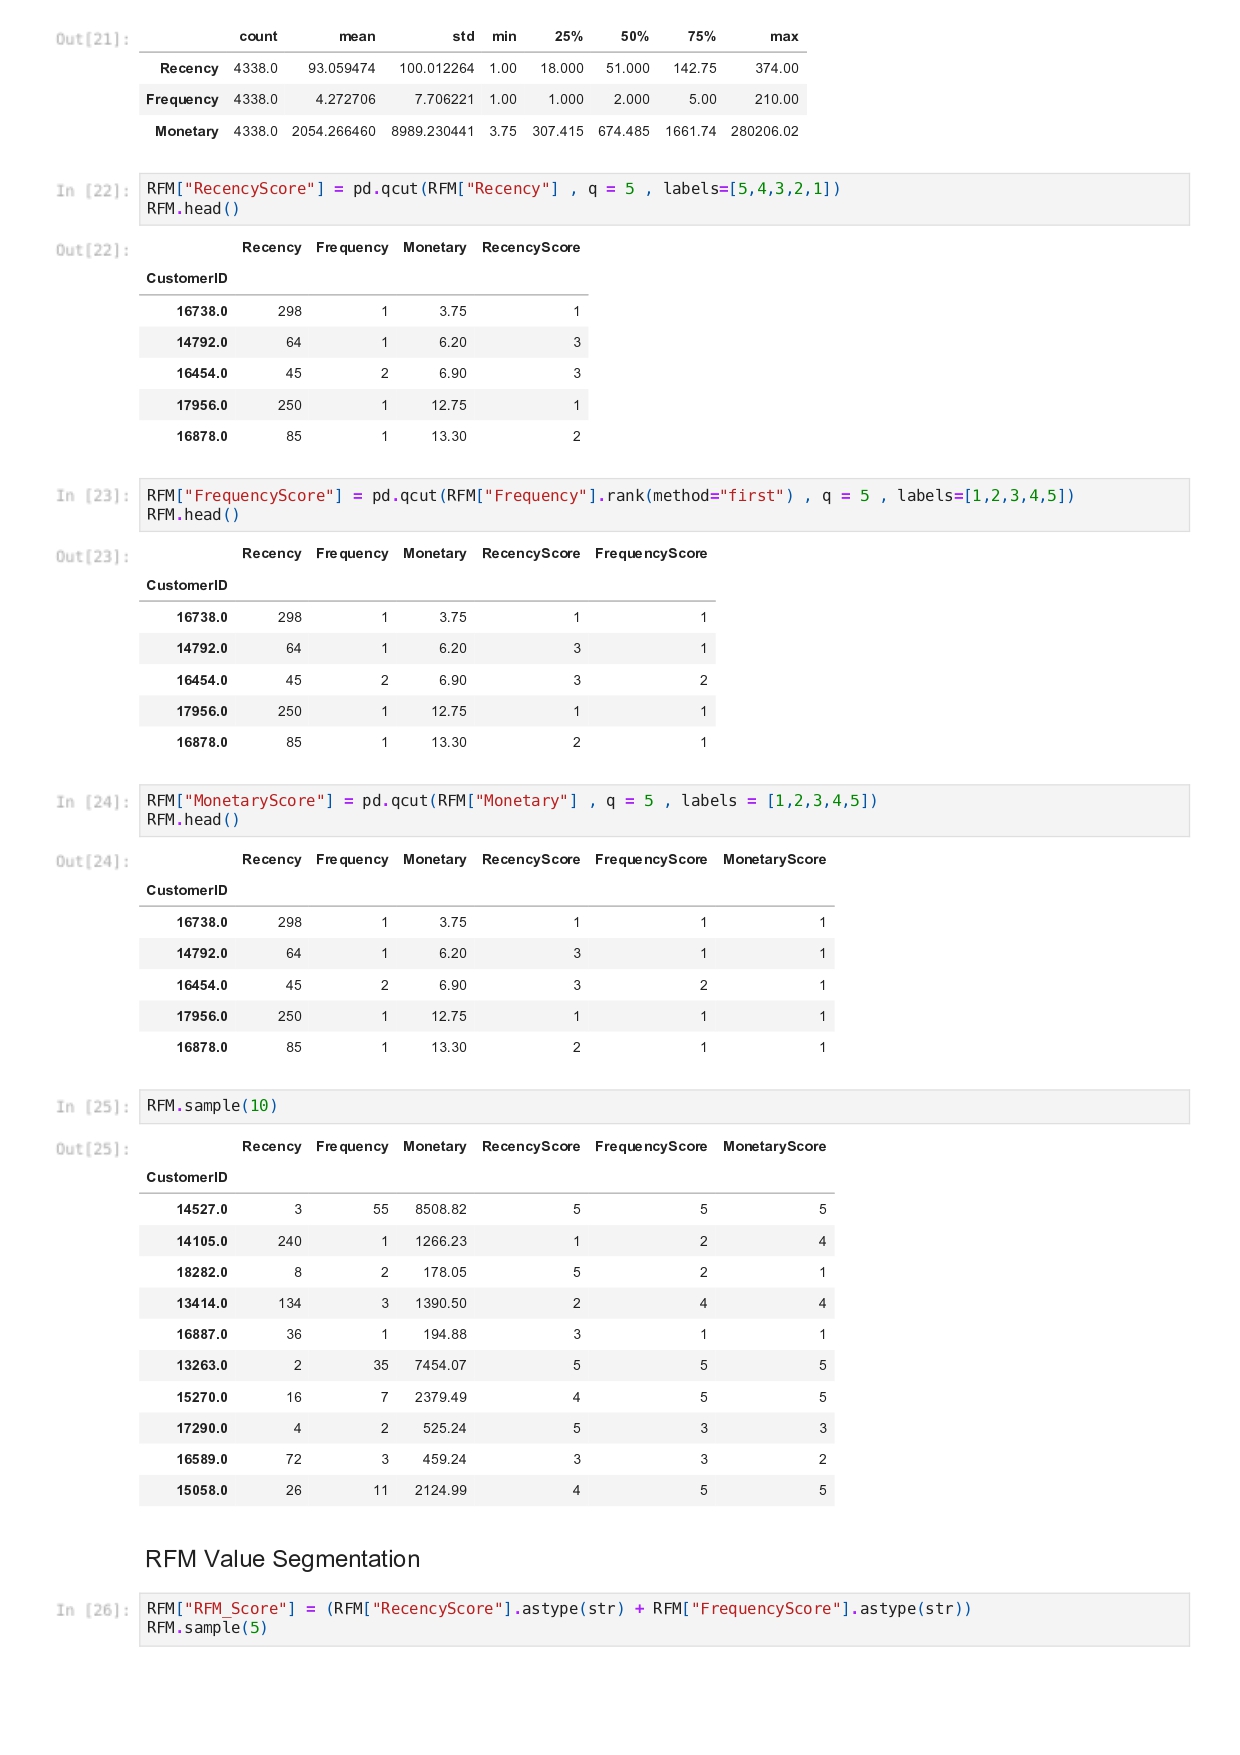 Out[21]:
count mean std min 25% 50% 75% max
Recency 4338.0 93.059474 100.012264 1.00 18.000 51.000 142.75 374.00
Frequency 4338.0 4.272706 7.706221 1.00 1.000 2.000 5.00 210.00
Monetary 4338.0 2054.266460 8989.230441 3.75 307.415 674.485 1661.74 280206.02
In [22]: RFM["RecencyScore"] = pd.qcut(RFM["Recency"] , q = 5 , labels=[5,4,3,2,1])
RFM.head()
Out[22]:
Recency Frequency Monetary RecencyScore
CustomerID
16738.0 298 1 3.75 1
14792.0 64 1 6.20 3
16454.0 45 2 6.90 3
17956.0 250 1 12.75 1
16878.0 85 1 13.30 2
In [23]: RFM["FrequencyScore"] = pd.qcut(RFM["Frequency"].rank(method="first") , q = 5 , labels=[1,2,3,4,5])
RFM.head()
Out[23]:
Recency Frequency Monetary RecencyScore FrequencyScore
CustomerID
16738.0 298 1 3.75 1 1
14792.0 64 1 6.20 3 1
16454.0 45 2 6.90 3 2
17956.0 250 1 12.75 1 1
16878.0 85 1 13.30 2 1
In [24]: RFM["MonetaryScore"] = pd.qcut(RFM["Monetary"] , q = 5 , labels = [1,2,3,4,5])
RFM.head()
Out[24]:
Recency Frequency Monetary RecencyScore FrequencyScore MonetaryScore
CustomerID
16738.0 298 1 3.75 1 1 1
14792.0 64 1 6.20 3 1 1
16454.0 45 2 6.90 3 2 1
17956.0 250 1 12.75 1 1 1
16878.0 85 1 13.30 2 1 1
In [25]: RFM.sample(10)
Out[25]:
Recency Frequency Monetary RecencyScore FrequencyScore MonetaryScore
CustomerID
14527.0 3 55 8508.82 5 5 5
14105.0 240 1 1266.23 1 2 4
18282.0 8 2 178.05 5 2 1
13414.0 134 3 1390.50 2 4 4
16887.0 36 1 194.88 3 1 1
13263.0 2 35 7454.07 5 5 5
15270.0 16 7 2379.49 4 5 5
17290.0 4 2 525.24 5 3 3
16589.0 72 3 459.24 3 3 2
15058.0 26 11 2124.99 4 5 5
RFM Value Segmentation
In [26]: RFM["RFM_Score"] = (RFM["RecencyScore"].astype(str) + RFM["FrequencyScore"].astype(str))
RFM.sample(5)